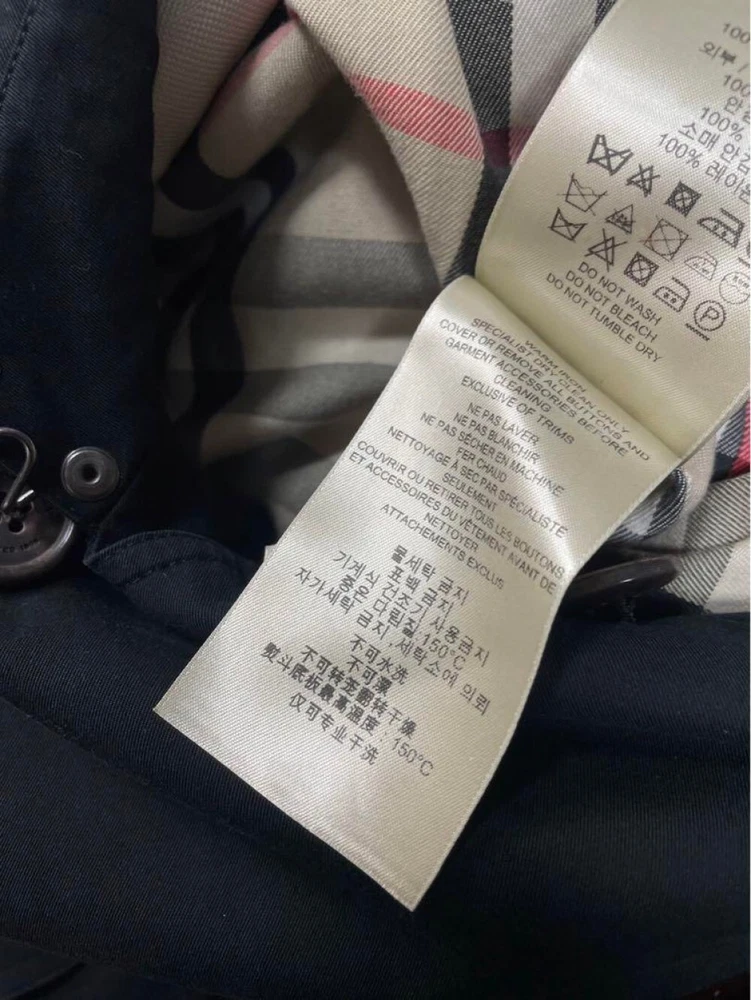 100
외부
100
안
100%
소매 안
100% 레이
DO NOT WASH
DO NOT BLEACH
DO NOT TUMBLE DRY
WARM IRON
SPECIALIST DRY CLEAN ONLY
COVER OR REMOVE ALL BUTTONS AND
GARMENT ACCESSORIES BEFORE
CLEANING
EXCLUSIVE OF TRIMS
NE PAS LAVER
NE PAS BLANCHIR
NE PAS SÉCHER EN MACHINE
FER CHAUD
NETTOYAGE À SEC PAR SPÉCIALISTE
SEULEMENT
COUVRIR OU RETIRER TOUS LES BOUTONS
ET ACCESSOIRES DU VÊTEMENT AVANT DE
NETTOYER
ATTACHEMENTS EXCLUS
물세탁 금지
표백 금지
기계식 건조기 사용금지
중온 다림질 150°C
자가세탁 금지, 세탁소에 의뢰
不可水洗
不可漂
不可转笼翻转干燥
熨斗底板最高温度：150°C
仅可专业干洗